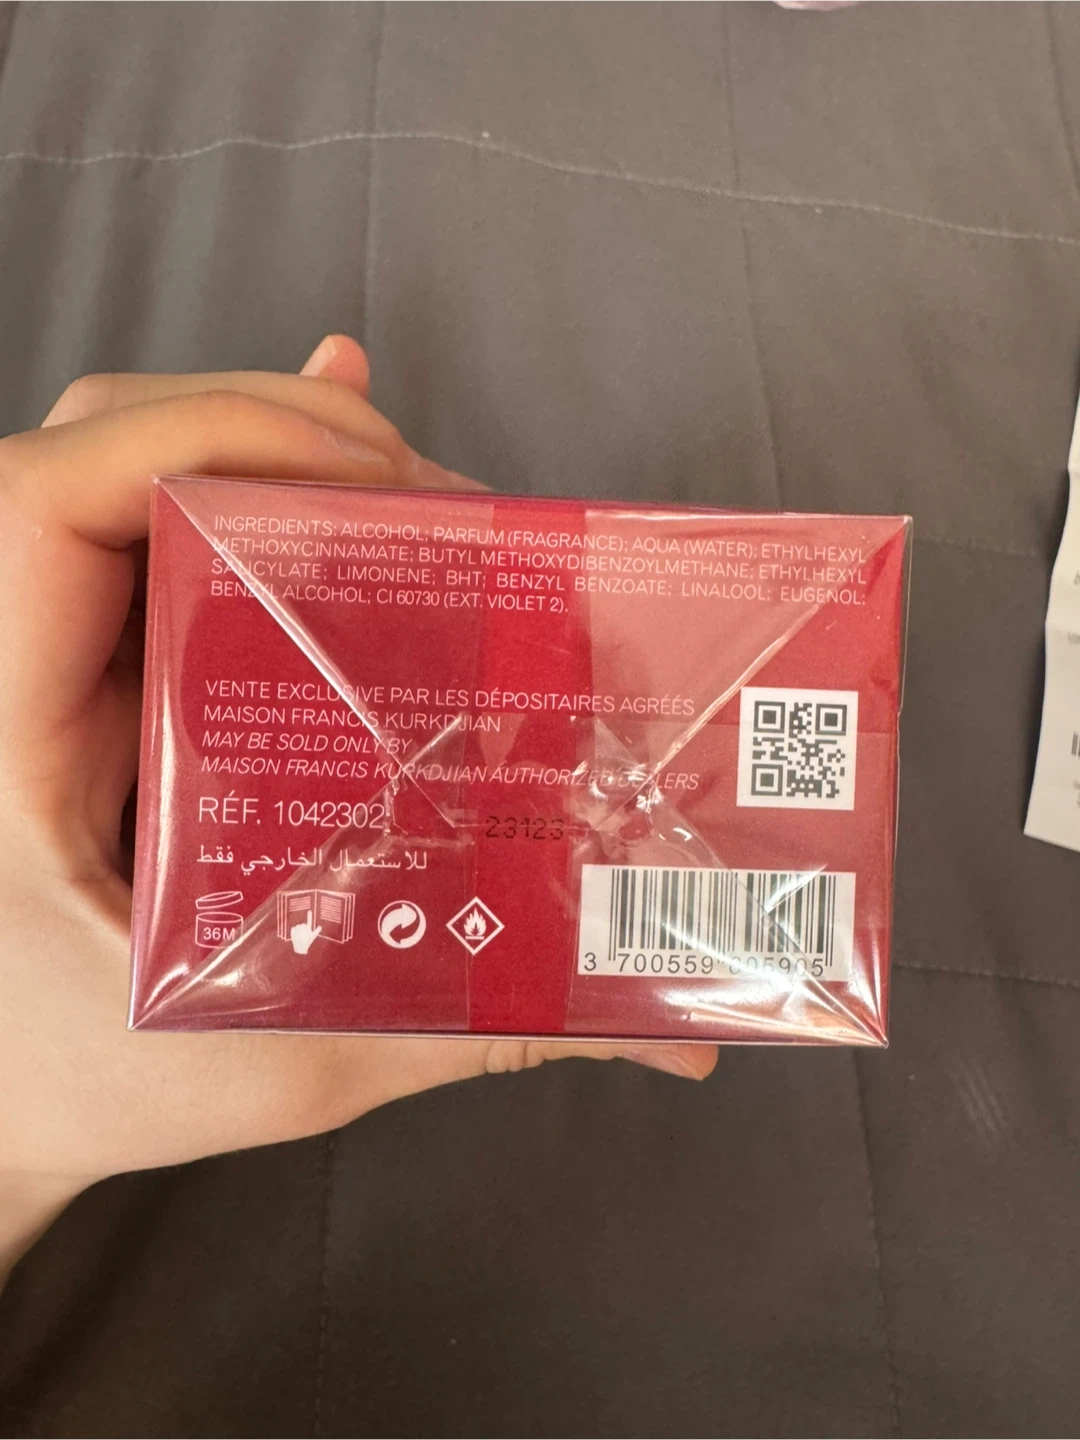 INGREDIENTS: ALCOHOL; PARFUM (FRAGRANCE); AQUA (WATER); ETHYLHEXYL
METHOXYCINNAMATE; BUTYL METHOXYDIBENZOYLMETHANE; ETHYLHEXYL
SALICYLATE; LIMONENE; BHT; BENZYL BENZOATE; LINALOOL; EUGENOL;
BENZYL ALCOHOL; CI 60730 (EXT. VIOLET 2).
VENTE EXCLUSIVE PAR LES DÉPOSITAIRES AGRÉÉS
MAISON FRANCIS KURKDJIAN
MAY BE SOLD ONLY BY
MAISON FRANCIS KURKDJIAN AUTHORIZED DEALERS
RÉF. 1042302
23123
للاستعمال الخارجي فقط
36M
3 700559 605905